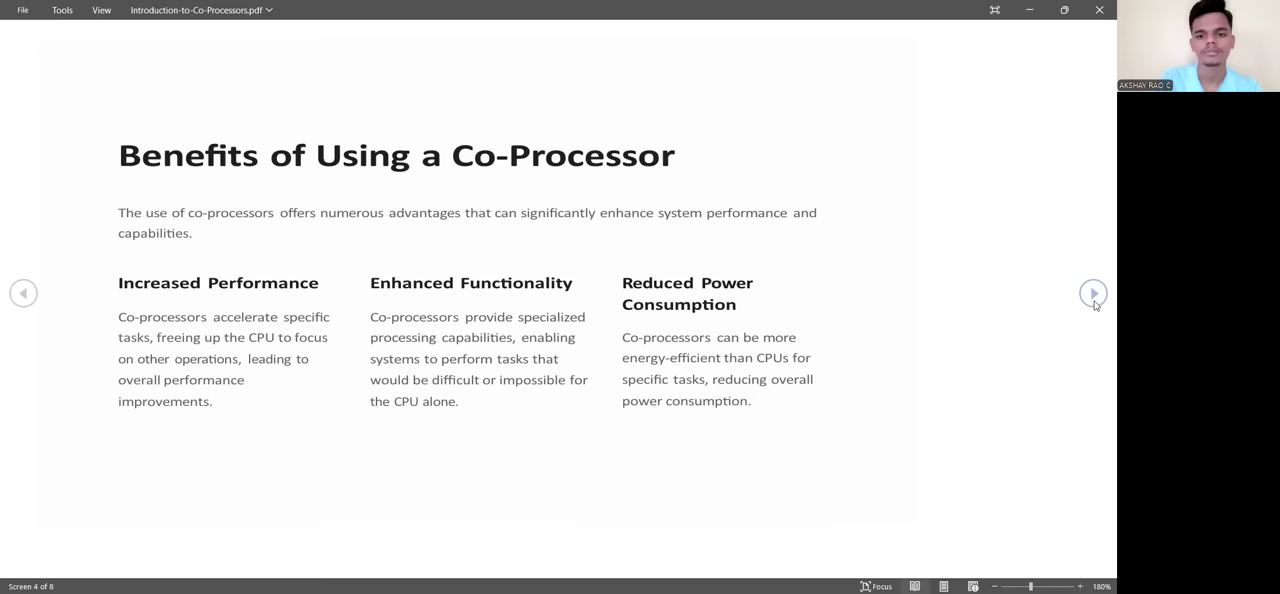 File Tools View Introduction-to-Co-Processors.pdf
AKSHAY RAO C
Benefits of Using a Co-Processor
The use of co-processors offers numerous advantages that can significantly enhance system performance and
capabilities.
Increased Performance
Co-processors accelerate specific
tasks, freeing up the CPU to focus
on other operations, leading to
overall performance
improvements.
Enhanced Functionality
Co-processors provide specialized
processing capabilities, enabling
systems to perform tasks that
would be difficult or impossible for
the CPU alone.
Reduced Power
Consumption
Co-processors can be more
energy-efficient than CPUs for
specific tasks, reducing overall
power consumption.
Screen 4 of 8 Focus 180%